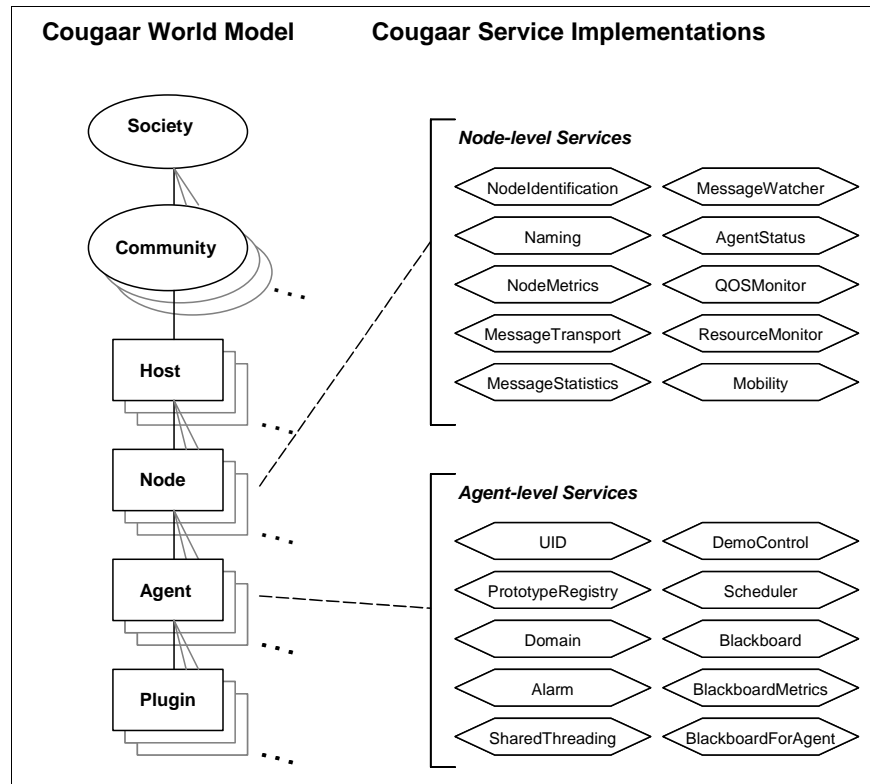 Cougaar World Model
Society
Community
Host
Node
Agent
Plugin
Cougaar Service Implementations
Node-level Services
NodeIdentification
MessageWatcher
Naming
AgentStatus
NodeMetrics
QOSMonitor
MessageTransport
ResourceMonitor
MessageStatistics
Mobility
Agent-level Services
UID
DemoControl
PrototypeRegistry
Scheduler
Domain
Blackboard
Alarm
BlackboardMetrics
SharedThreading
BlackboardForAgent